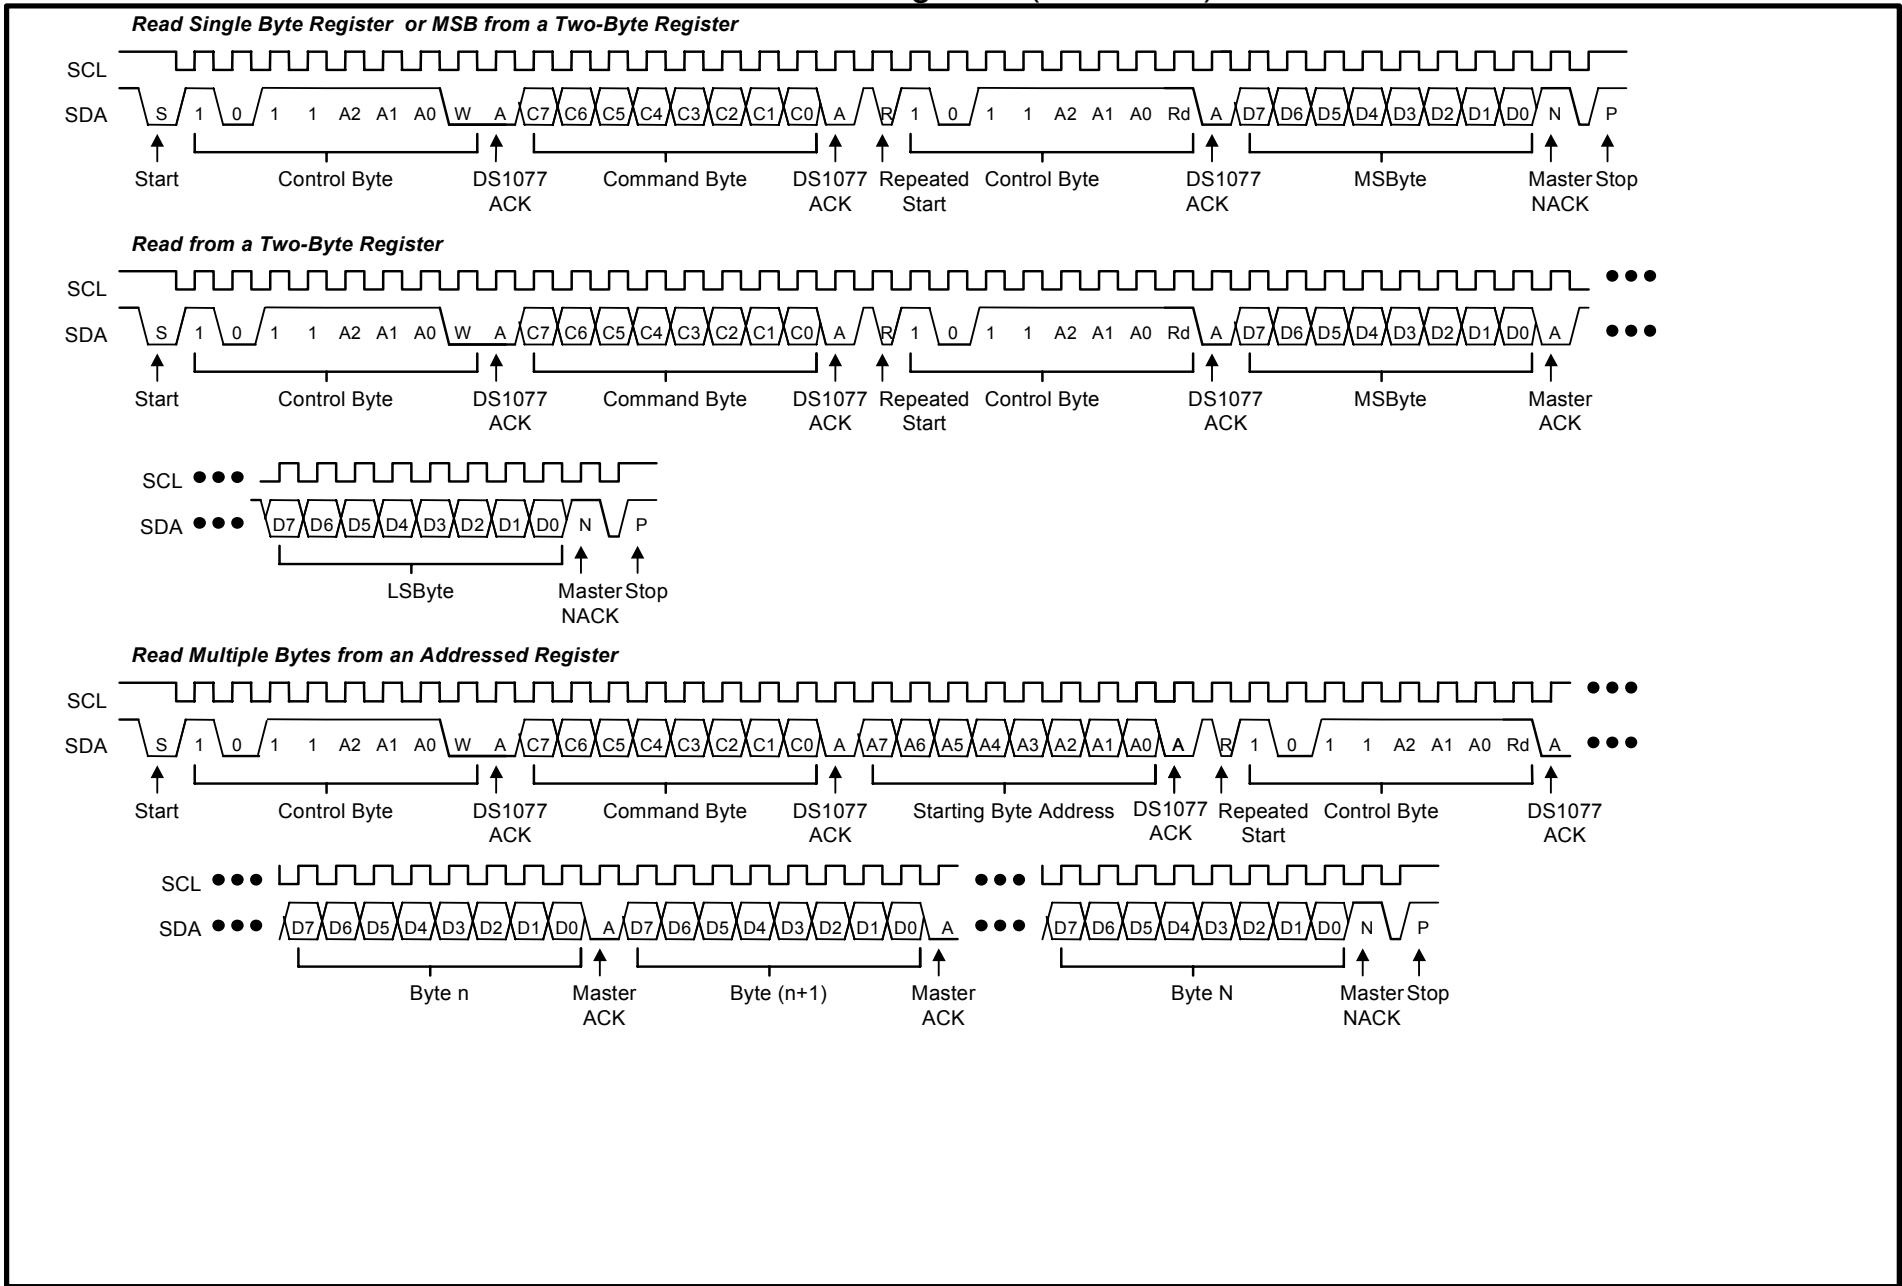 Read Single Byte Register or MSB from a Two-Byte Register
SCL
SDA S 1 0 1 1 A2 A1 A0 W A C7 C6 C5 C4 C3 C2 C1 C0 A R 1 0 1 1 A2 A1 A0 Rd A D7 D6 D5 D4 D3 D2 D1 D0 N P
Start Control Byte DS1077 Command Byte DS1077 Repeated Control Byte DS1077 MSByte Master Stop
ACK ACK Start ACK NACK
Read from a Two-Byte Register
SCL
SDA S 1 0 1 1 A2 A1 A0 W A C7 C6 C5 C4 C3 C2 C1 C0 A R 1 0 1 1 A2 A1 A0 Rd A D7 D6 D5 D4 D3 D2 D1 D0 A
Start Control Byte DS1077 Command Byte DS1077 Repeated Control Byte DS1077 MSByte Master
ACK ACK Start ACK ACK
SCL
SDA D7 D6 D5 D4 D3 D2 D1 D0 N P
LSByte Master Stop
NACK
Read Multiple Bytes from an Addressed Register
SCL
SDA S 1 0 1 1 A2 A1 A0 W A C7 C6 C5 C4 C3 C2 C1 C0 A A7 A6 A5 A4 A3 A2 A1 A0 A R 1 0 1 1 A2 A1 A0 Rd A
Start Control Byte DS1077 Command Byte DS1077 Starting Byte Address DS1077 Repeated Control Byte DS1077
ACK ACK ACK Start ACK
SCL
SDA D7 D6 D5 D4 D3 D2 D1 D0 A D7 D6 D5 D4 D3 D2 D1 D0 A D7 D6 D5 D4 D3 D2 D1 D0 N P
Byte n Master Byte (n+1) Master Byte N Master Stop
ACK ACK NACK